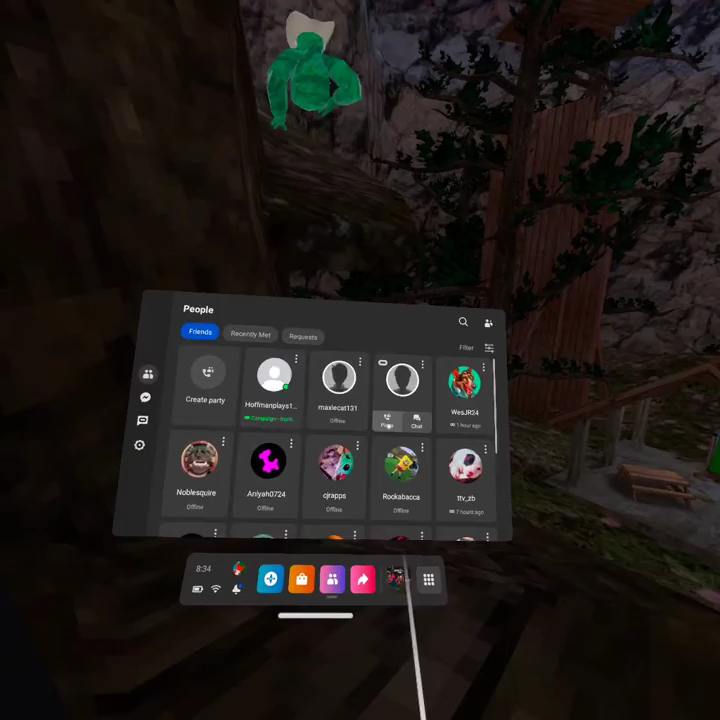 People
Friends
Recently Met
Requests
Filter
Create party
Hoffmanplays1...
maxiecat131
Offline
Chat
WesJR24
1 hour ago
Noblesquire
Offline
Aniyah0724
Offline
cjrapps
Offline
Rockabacca
Offline
ttv_zb
7 hours ago
8:34